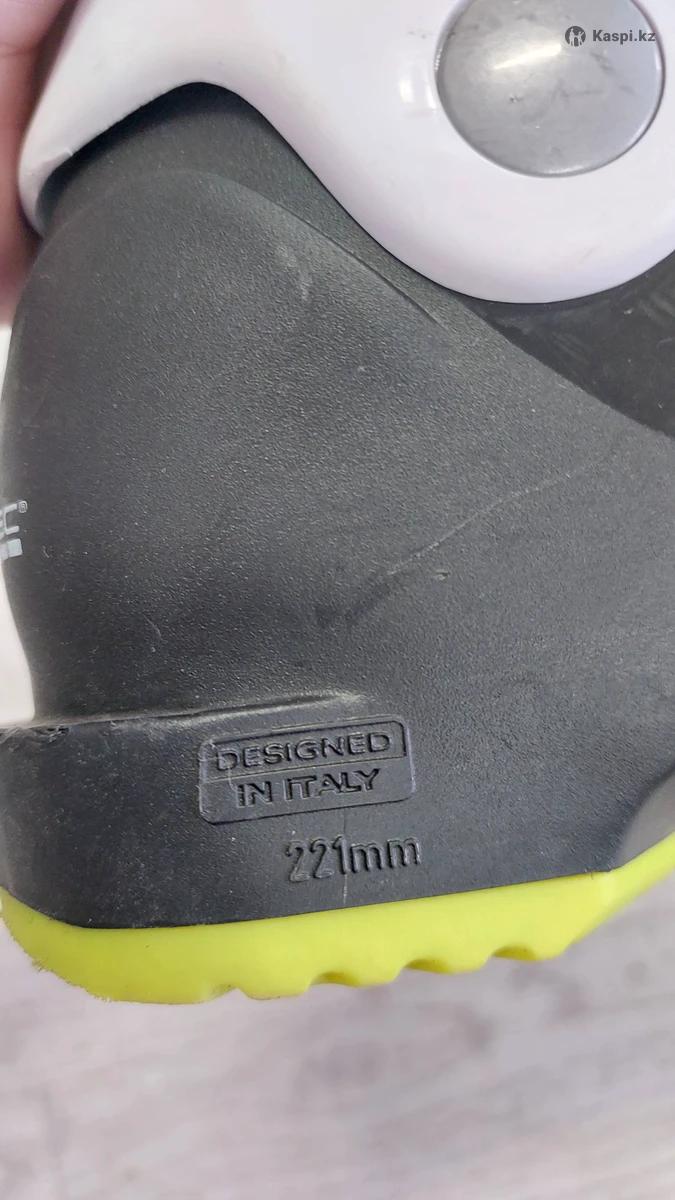 Kaspi.kz
DESIGNED
IN ITALY
221mm